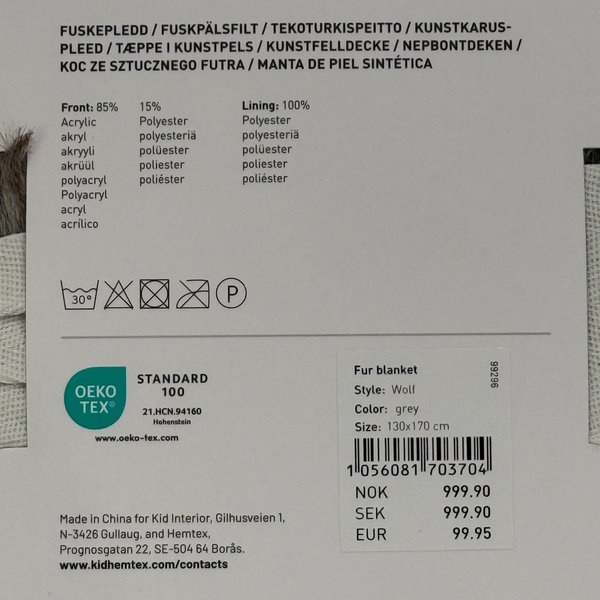 FUSKEPLEDD / FUSKPÄLSFILT / TEKOTURKISPEITTO / KUNSTKARUS-
PLEED / TÆPPE I KUNSTPELS / KUNSTFELLDECKE / NEPBONTDEKEN /
KOC ZE SZTUCZNEGO FUTRA / MANTA DE PIEL SINTÉTICA
Front: 85% 15% Lining: 100%
Acrylic Polyester Polyester
akryl polyesteriä polyesteriä
akryyli polüester polüester
akrüül poliester poliester
polyacryl poliéster poliéster
Polyacryl
acryl
acrílico
30°
P
OEKO
TEX®
STANDARD
100
21.HCN.94160
Hohenstein
www.oeko-tex.com
Fur blanket
Style: Wolf
Color: grey
Size: 130x170 cm
99296
1056081703704
NOK 999.90
SEK 999.90
EUR 99.95
Made in China for Kid Interior, Gilhusveien 1,
N-3426 Gullaug, and Hemtex,
Prognosgatan 22, SE-504 64 Borås.
www.kidhemtex.com/contacts